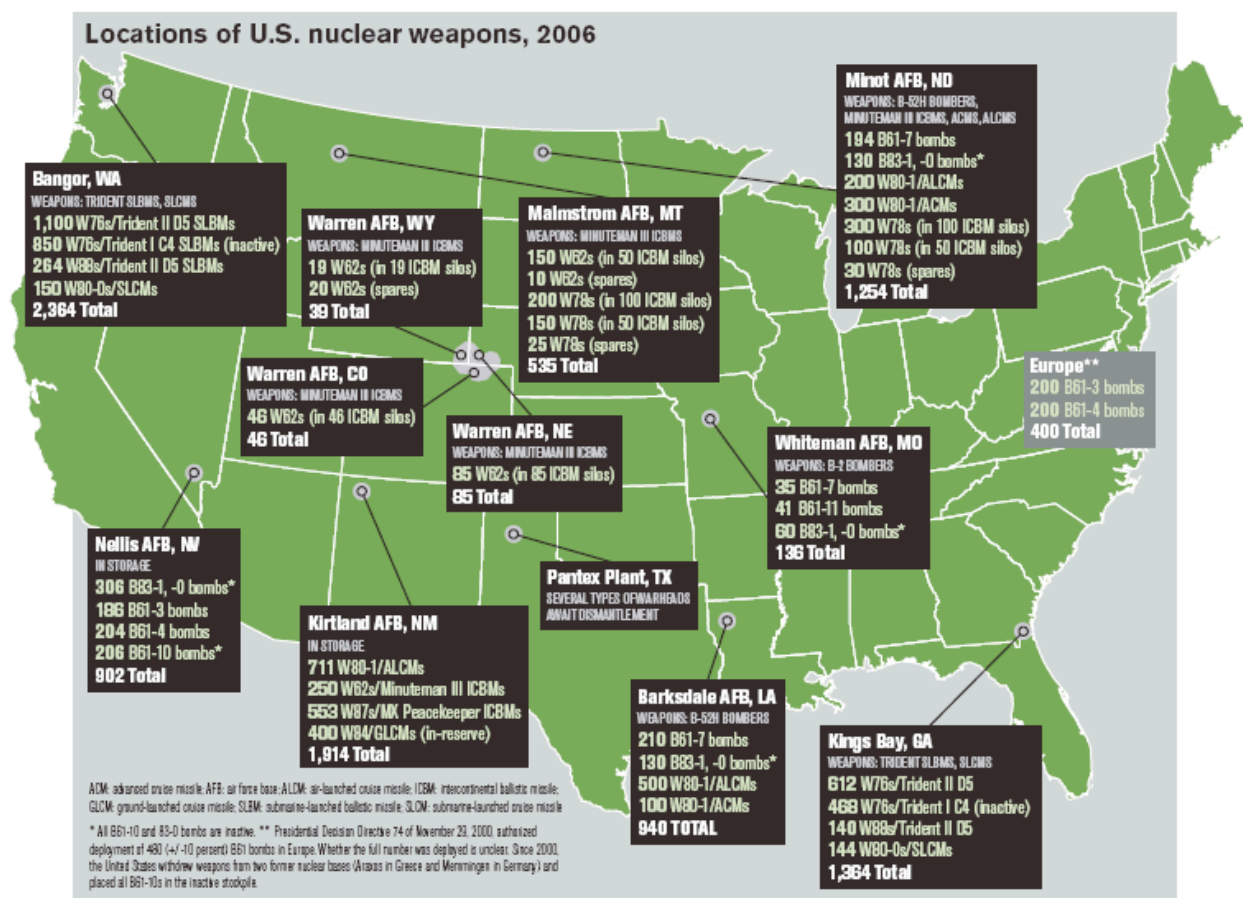 Locations of U.S. nuclear weapons, 2006
Bangor, WA
WEAPONS: TRIDENT SLBMS, SLCMS
1,100 W76s/Trident II D5 SLBMs
850 W76s/Trident I C4 SLBMs (inactive)
264 W88s/Trident II D5 SLBMs
150 W80-0s/SLCMs
2,364 Total
Warren AFB, WY
WEAPONS: MINUTEMAN III ICBMS
19 W62s (in 19 ICBM silos)
20 W62s (spares)
39 Total
Malmstrom AFB, MT
WEAPONS: MINUTEMAN III ICBMS
150 W62s (in 50 ICBM silos)
10 W62s (spares)
200 W78s (in 100 ICBM silos)
150 W78s (in 50 ICBM silos)
25 W78s (spares)
535 Total
Minot AFB, ND
WEAPONS: B-52H BOMBERS,
MINUTEMAN III ICBMS, ACMS, ALCMS
194 B61-7 bombs
130 B83-1, -0 bombs*
200 W80-1/ALCMs
300 W80-1/ACMs
300 W78s (in 100 ICBM silos)
100 W78s (in 50 ICBM silos)
30 W78s (spares)
1,254 Total
Warren AFB, CO
WEAPONS: MINUTEMAN III ICBMS
46 W62s (in 46 ICBM silos)
46 Total
Warren AFB, NE
WEAPONS: MINUTEMAN III ICBMS
85 W62s (in 85 ICBM silos)
85 Total
Europe**
200 B61-3 bombs
200 B61-4 bombs
400 Total
Whiteman AFB, MO
WEAPONS: B-2 BOMBERS
35 B61-7 bombs
41 B61-11 bombs
60 B83-1, -0 bombs*
136 Total
Nellis AFB, NV
IN STORAGE
306 B83-1, -0 bombs*
186 B61-3 bombs
204 B61-4 bombs
206 B61-10 bombs*
902 Total
Kirtland AFB, NM
IN STORAGE
711 W80-1/ALCMs
250 W62s/Minuteman III ICBMs
553 W87s/MX Peacekeeper ICBMs
400 W84/GLCMs (in-reserve)
1,914 Total
Pantex Plant, TX
SEVERAL TYPES OF WARHEADS
AWAIT DISMANTLEMENT
Barksdale AFB, LA
WEAPONS: B-52H BOMBERS
210 B61-7 bombs
130 B83-1, -0 bombs*
500 W80-1/ALCMs
100 W80-1/ACMs
940 TOTAL
Kings Bay, GA
WEAPONS: TRIDENT SLBMS, SLCMS
612 W76s/Trident II D5
468 W76s/Trident I C4 (inactive)
140 W88s/Trident II D5
144 W80-0s/SLCMs
1,364 Total
ACM: advanced cruise missile; AFB: air force base; ALCM: air-launched cruise missile; ICBM: intercontinental ballistic missile;
GLCM: ground-launched cruise missile; SLBM: submarine-launched ballistic missile; SLCM: submarine-launched cruise missile
* All B61-10 and 83-0 bombs are inactive. ** Presidential Decision Directive 74 of November 29, 2000, authorized
deployment of 480 (+/-10 percent) B61 bombs in Europe. Whether the full number was deployed is unclear. Since 2000,
the United States withdrew weapons from two former nuclear bases (Araxos in Greece and Memmingen in Germany) and
placed all B61-10s in the inactive stockpile.